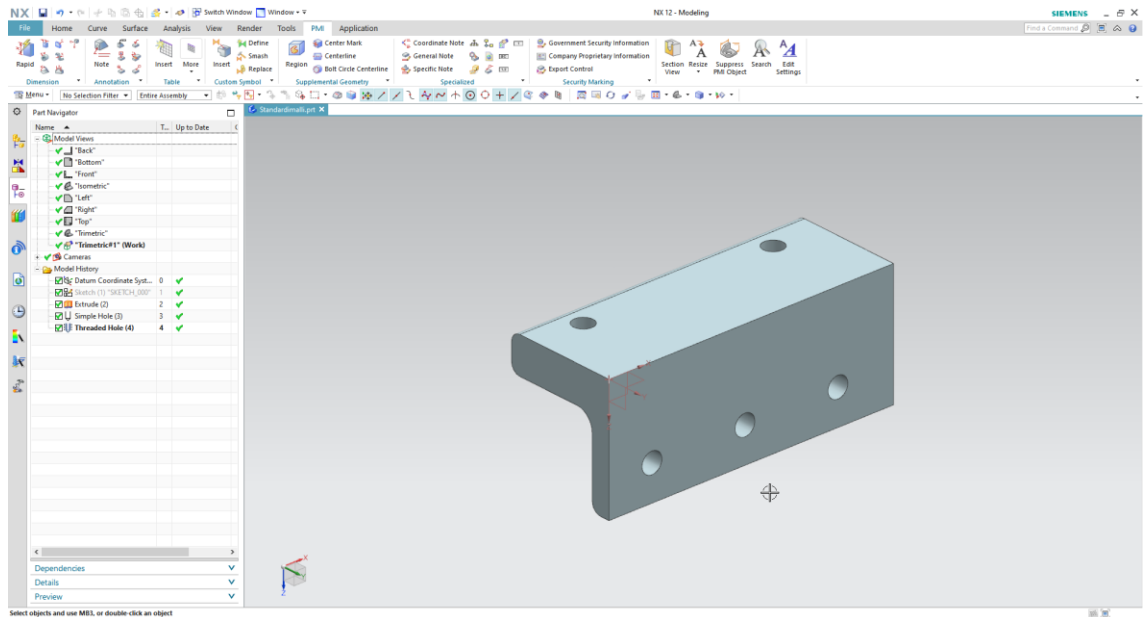 NX Switch Window Window NX 12 - Modeling SIEMENS
File Home Curve Surface Analysis View Render Tools PMI Application Find a Command
Rapid Note Insert More Insert Define Smash Replace Region Center Mark Centerline Bolt Circle Centerline Coordinate Note General Note Specific Note Government Security Information Company Proprietary Information Export Control Section View Resize Suppress PMI Object Search Edit Settings
Dimension Annotation Table Custom Symbol Supplemental Geometry Specialized Security Marking
Menu No Selection Filter Entire Assembly
Part Navigator Standardimalli.prt
Name T... Up to Date C
Model Views
"Back"
"Bottom"
"Front"
"Isometric"
"Left"
"Right"
"Top"
"Trimetric"
"Trimetric#1" (Work)
Cameras
Model History
Datum Coordinate Syst... 0
Sketch (1) "SKETCH_000" 1
Extrude (2) 2
Simple Hole (3) 3
Threaded Hole (4) 4
Dependencies
Details
Preview
X
Z
Select objects and use MB3, or double-click an object